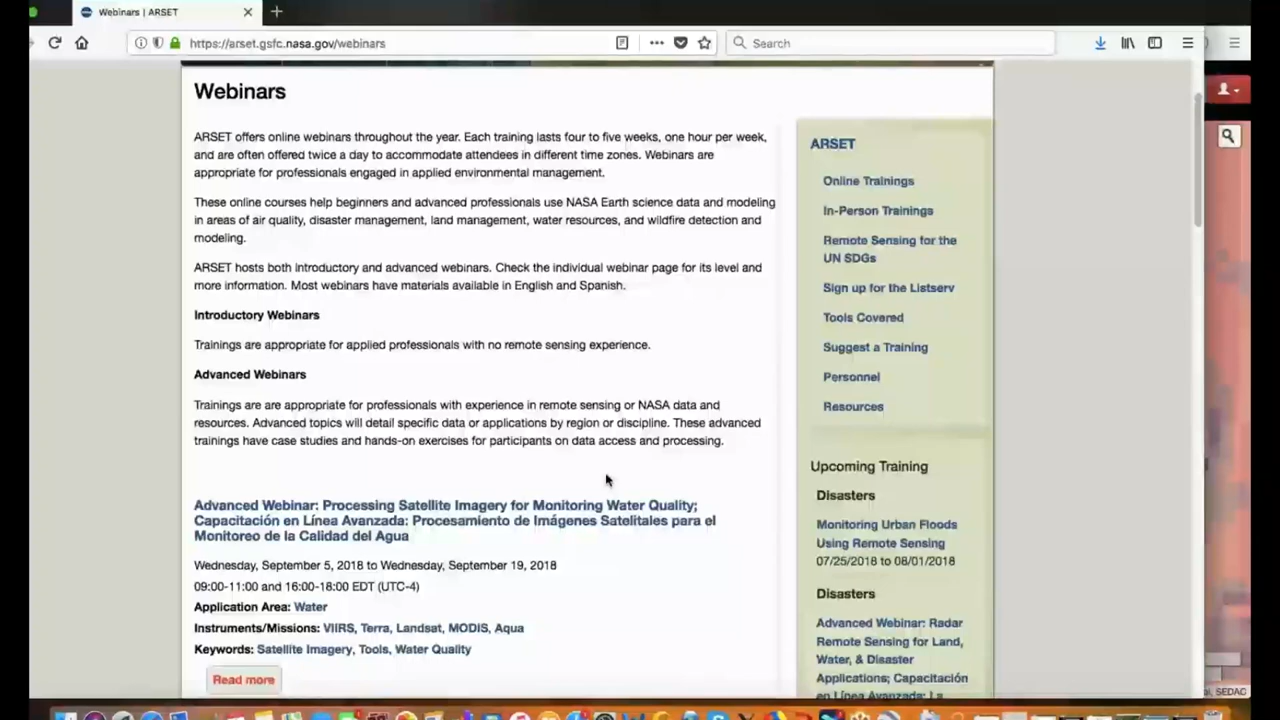 Webinars | ARSET
https://arset.gsfc.nasa.gov/webinars
Search
Webinars
ARSET offers online webinars throughout the year. Each training lasts four to five weeks, one hour per week,
and are often offered twice a day to accommodate attendees in different time zones. Webinars are
appropriate for professionals engaged in applied environmental management.
These online courses help beginners and advanced professionals use NASA Earth science data and modeling
in areas of air quality, disaster management, land management, water resources, and wildfire detection and
modeling.
ARSET hosts both introductory and advanced webinars. Check the individual webinar page for its level and
more information. Most webinars have materials available in English and Spanish.
Introductory Webinars
Trainings are appropriate for applied professionals with no remote sensing experience.
Advanced Webinars
Trainings are are appropriate for professionals with experience in remote sensing or NASA data and
resources. Advanced topics will detail specific data or applications by region or discipline. These advanced
trainings have case studies and hands-on exercises for participants on data access and processing.
Advanced Webinar: Processing Satellite Imagery for Monitoring Water Quality;
Capacitación en Línea Avanzada: Procesamiento de Imágenes Satelitales para el
Monitoreo de la Calidad del Agua
Wednesday, September 5, 2018 to Wednesday, September 19, 2018
09:00-11:00 and 16:00-18:00 EDT (UTC-4)
Application Area: Water
Instruments/Missions: VIIRS, Terra, Landsat, MODIS, Aqua
Keywords: Satellite Imagery, Tools, Water Quality
Read more
ARSET
Online Trainings
In-Person Trainings
Remote Sensing for the
UN SDGs
Sign up for the Listserv
Tools Covered
Suggest a Training
Personnel
Resources
Upcoming Training
Disasters
Monitoring Urban Floods
Using Remote Sensing
07/25/2018 to 08/01/2018
Disasters
Advanced Webinar: Radar
Remote Sensing for Land,
Water, & Disaster
Applications; Capacitación
en Línea Avanzada: La
SEDAC